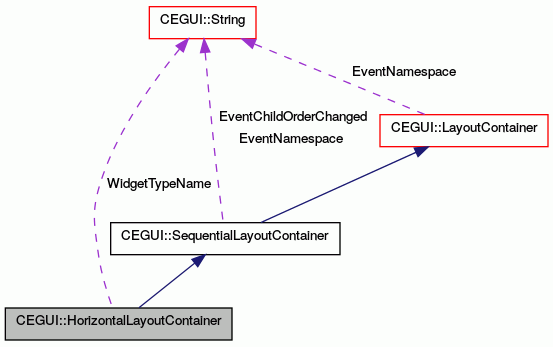 CEGUI::String
EventNamespace
EventChildOrderChanged
EventNamespace
CEGUI::LayoutContainer
WidgetTypeName
CEGUI::SequentialLayoutContainer
CEGUI::HorizontalLayoutContainer